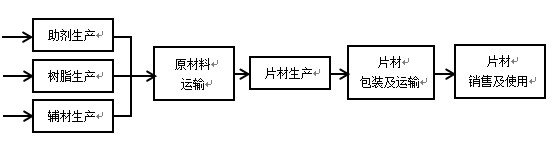 助剂生产
树脂生产
辅材生产
原材料
运输
片材生产
片材
包装及运输
片材
销售及使用